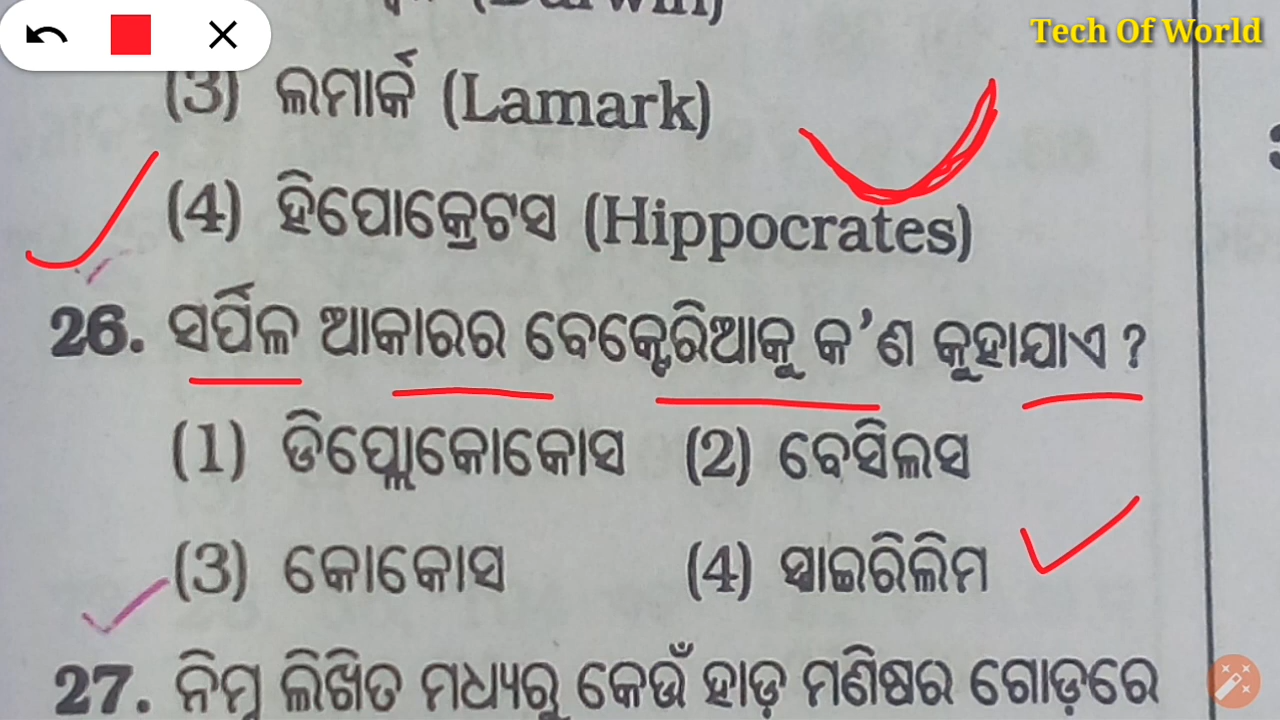 Tech Of World
(3) ଲମାର୍କ (Lamark)
(4) ହିପୋକ୍ରେଟସ (Hippocrates)
26. ସର୍ପିଳ ଆକାରର ବେକ୍ଟେରିଆକୁ କ'ଣ କୁହାଯାଏ ?
(1) ଡିପ୍ଲୋକୋକୋସ (2) ବେସିଲସ
(3) କୋକୋସ (4) ସ୍ପାଇରିଲିମ
27. ନିମ୍ନ ଲିଖିତ ମଧ୍ୟରୁ କେଉଁ ହାଡ଼ ମଣିଷର ଗୋଡ଼ରେ